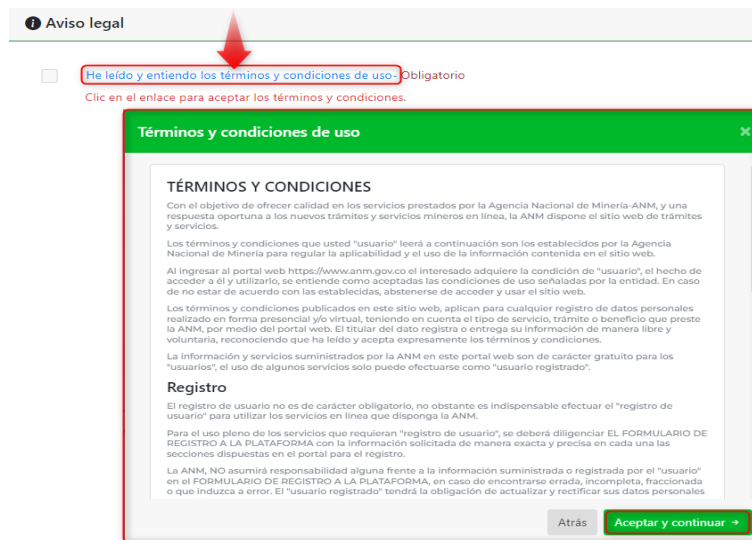 Aviso legal
He leído y entiendo los términos y condiciones de uso- Obligatorio
Clic en el enlace para aceptar los términos y condiciones.
Términos y condiciones de uso
TÉRMINOS Y CONDICIONES
Con el objetivo de ofrecer calidad en los servicios prestados por la Agencia Nacional de Minería-ANM, y una
respuesta oportuna a los nuevos trámites y servicios mineros en línea, la ANM dispone el sitio web de trámites
y servicios.
Los términos y condiciones que usted "usuario" leerá a continuación son los establecidos por la Agencia
Nacional de Minería para regular la aplicabilidad y el uso de la información contenida en el sitio web.
Al ingresar al portal web https://www.anm.gov.co el interesado adquiere la condición de "usuario", el hecho de
acceder a él y utilizarlo, se entiende como aceptadas las condiciones de uso señaladas por la entidad. En caso
de no estar de acuerdo con las establecidas, abstenerse de acceder y usar el sitio web.
Los términos y condiciones publicados en este sitio web, aplican para cualquier registro de datos personales
realizado en forma presencial y/o virtual, teniendo en cuenta el tipo de servicio, trámite o beneficio que preste
la ANM, por medio del portal web. El titular del dato registra o entrega su información de manera libre y
voluntaria, reconociendo que ha leído y acepta expresamente los términos y condiciones.
La información y servicios suministrados por la ANM en este portal web son de carácter gratuito para los
"usuarios", el uso de algunos servicios solo puede efectuarse como "usuario registrado".
Registro
El registro de usuario no es de carácter obligatorio, no obstante es indispensable efectuar el "registro de
usuario" para utilizar los servicios en línea que disponga la ANM.
Para el uso pleno de los servicios que requieran "registro de usuario", se deberá diligenciar EL FORMULARIO DE
REGISTRO A LA PLATAFORMA con la información solicitada de manera exacta y precisa en cada una las
secciones dispuestas en el portal para el registro.
La ANM, NO asumirá responsabilidad alguna frente a la información suministrada o registrada por el "usuario"
en el FORMULARIO DE REGISTRO A LA PLATAFORMA, en caso de encontrarse errada, incompleta, fraccionada
o que induzca a error. El "usuario registrado" tendrá la obligación de actualizar y rectificar sus datos personales
Atrás Aceptar y continuar